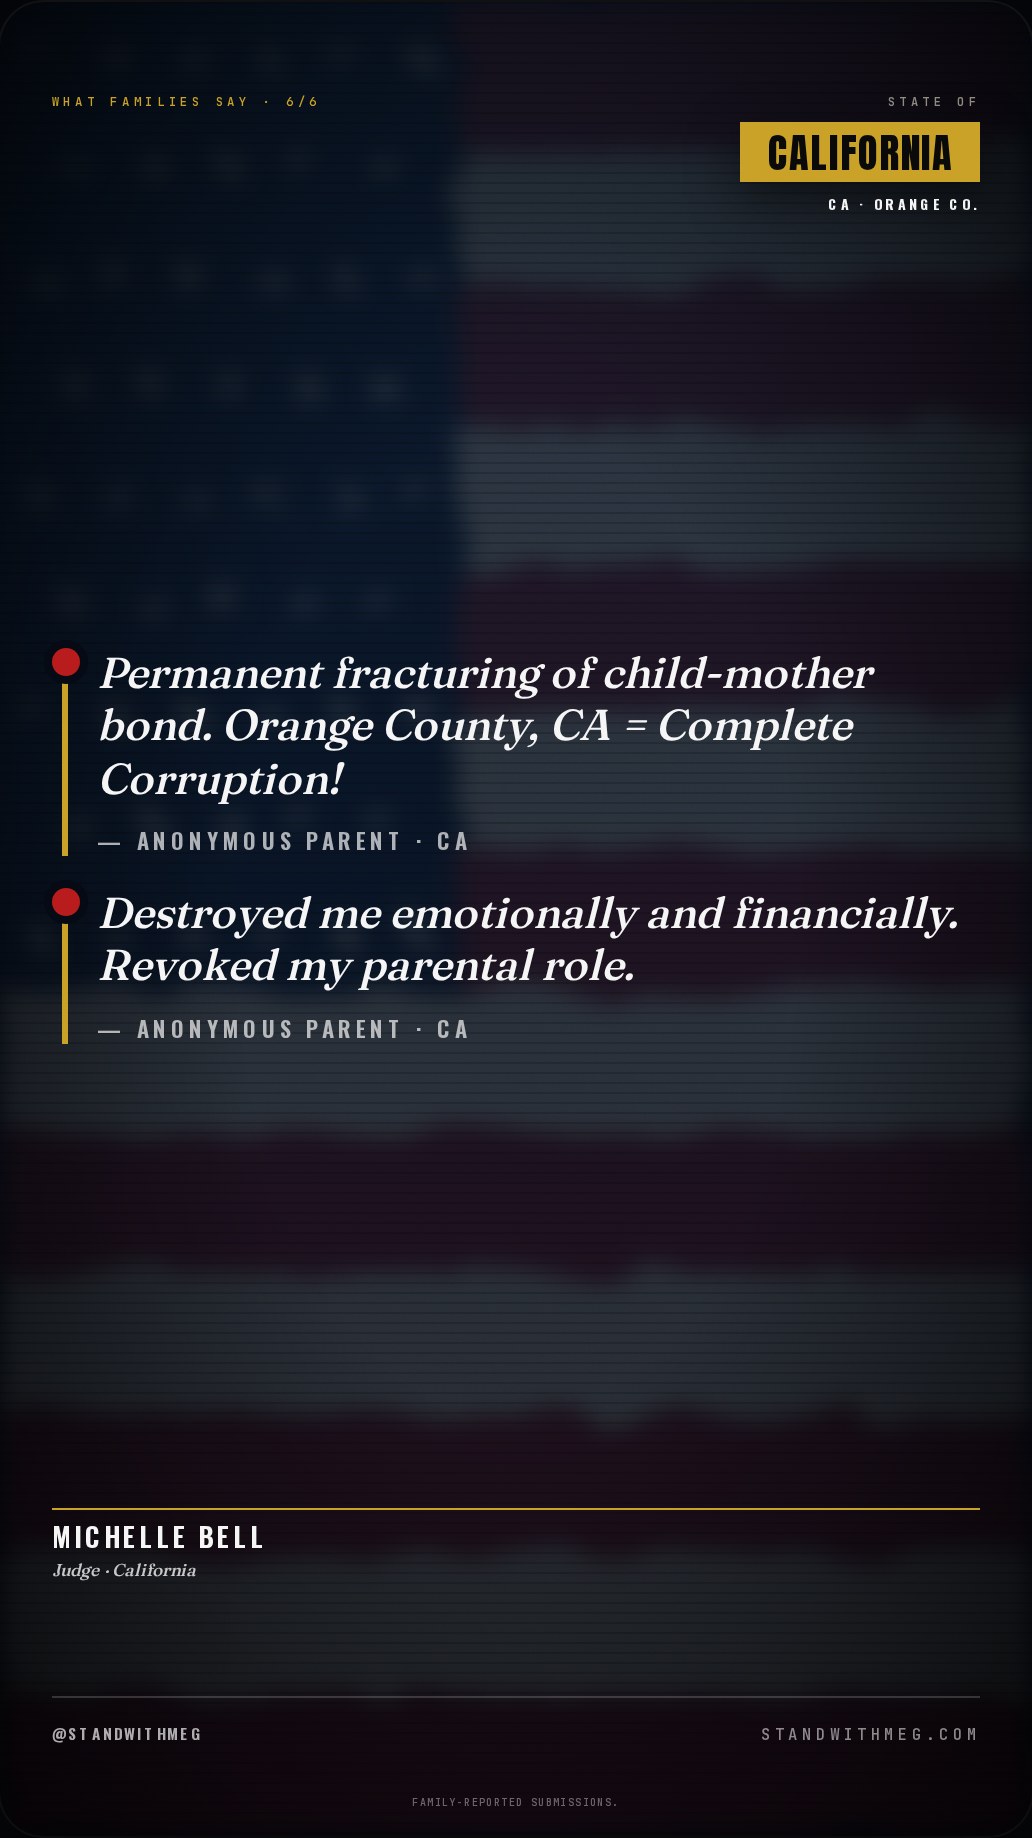 WHAT FAMILIES SAY · 6/6
STATE OF
CALIFORNIA
CA · ORANGE CO.
Permanent fracturing of child-mother
bond. Orange County, CA = Complete
Corruption!
— ANONYMOUS PARENT · CA
Destroyed me emotionally and financially.
Revoked my parental role.
— ANONYMOUS PARENT · CA
MICHELLE BELL
Judge · California
@STANDWITHMEG
STANDWITHMEG.COM
FAMILY-REPORTED SUBMISSIONS.